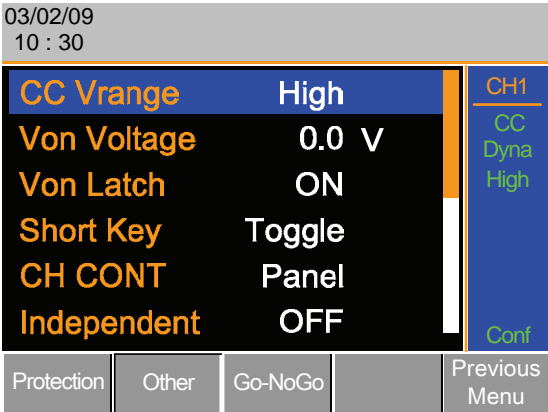 03/02/09
10 : 30
CC Vrange High
Von Voltage 0.0 V
Von Latch ON
Short Key Toggle
CH CONT Panel
Independent OFF
CH1
CC
Dyna
High
Conf
Protection Other Go-NoGo Previous
Menu